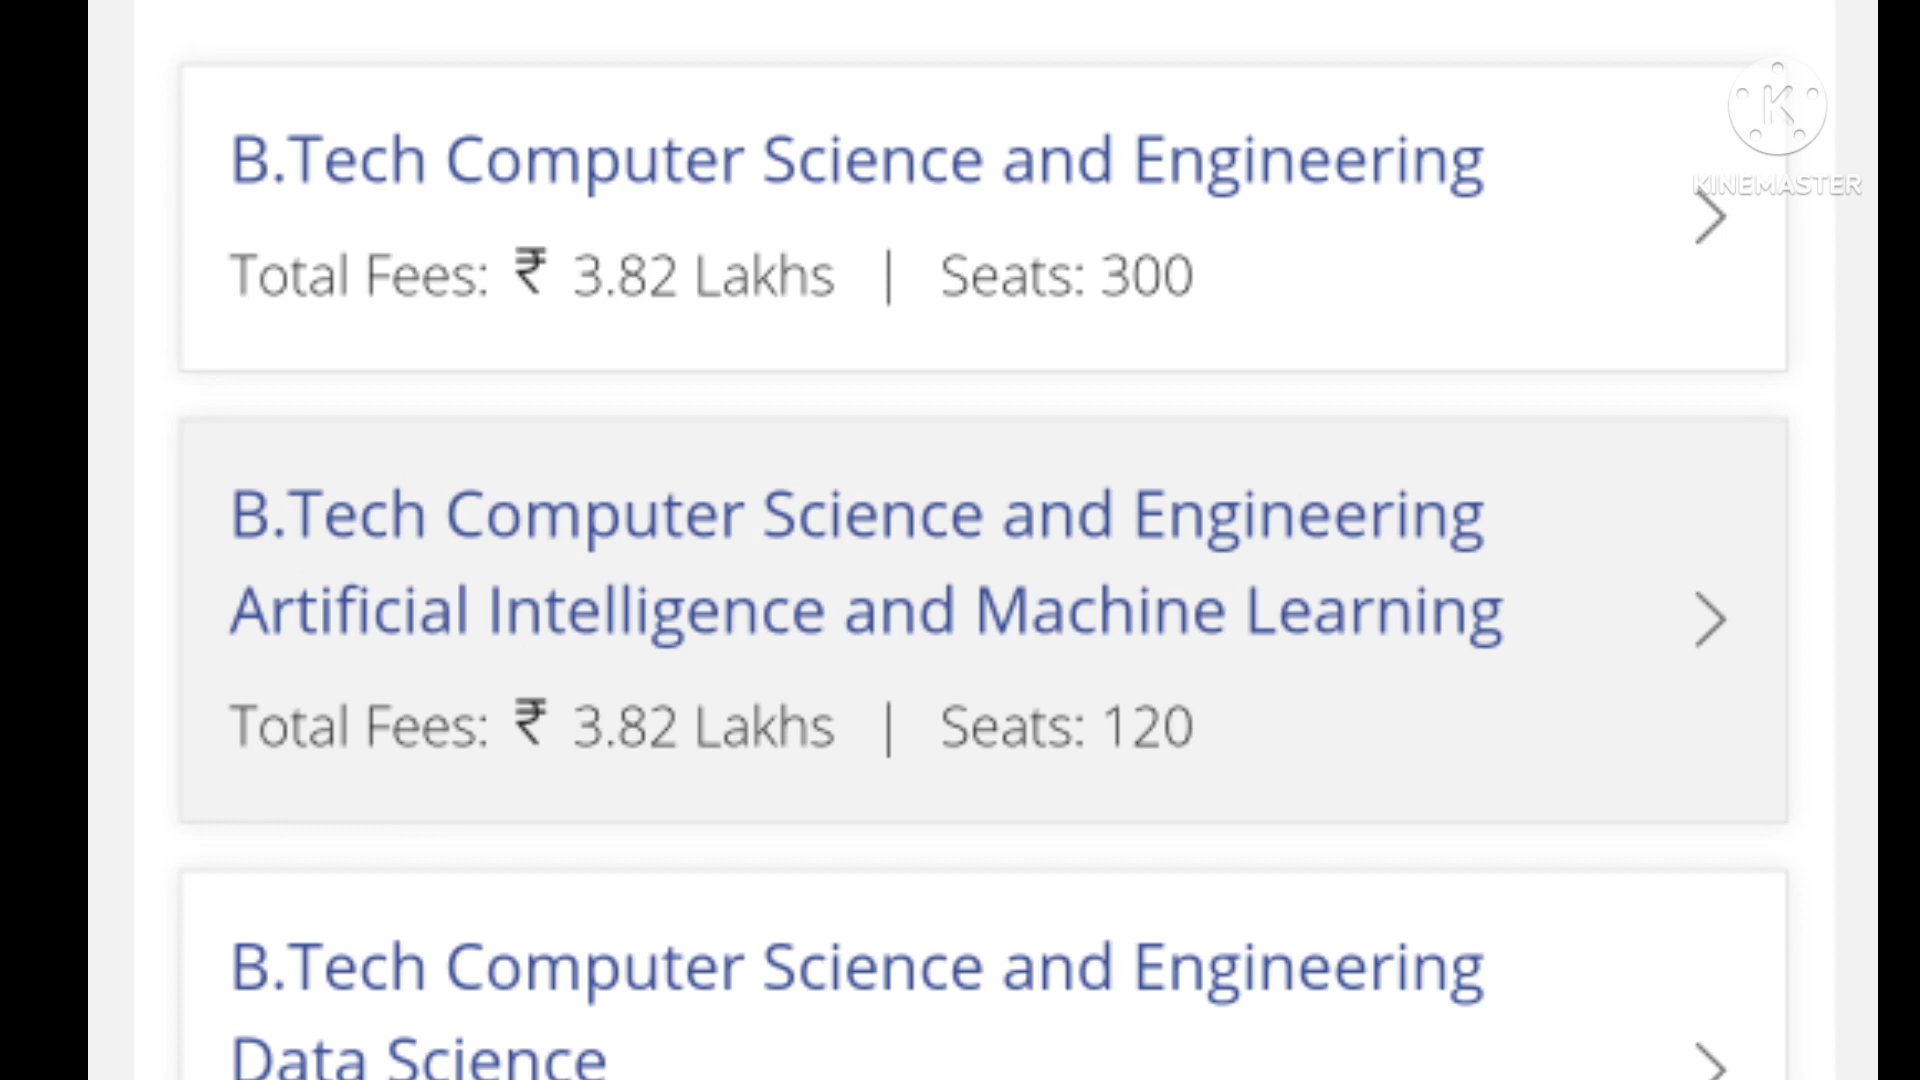 B.Tech Computer Science and Engineering
Total Fees: ₹ 3.82 Lakhs | Seats: 300
K
KINEMASTER
B.Tech Computer Science and Engineering
Artificial Intelligence and Machine Learning
Total Fees: ₹ 3.82 Lakhs | Seats: 120
B.Tech Computer Science and Engineering
Data Science